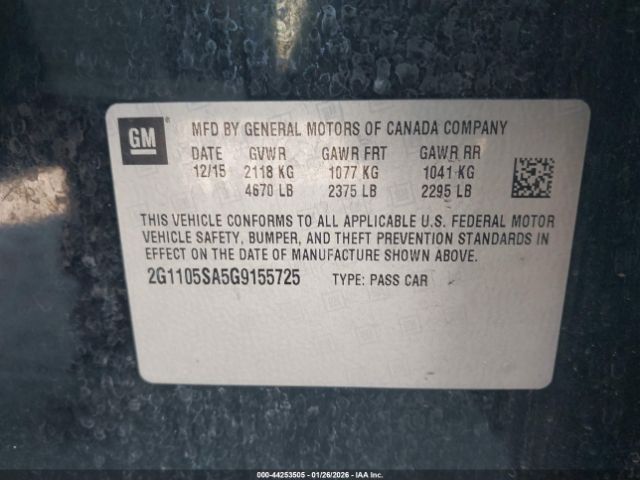 GM
MFD BY GENERAL MOTORS OF CANADA COMPANY
DATE GVWR GAWR FRT GAWR RR
12/15 2118 KG 1077 KG 1041 KG
4670 LB 2375 LB 2295 LB
THIS VEHICLE CONFORMS TO ALL APPLICABLE U.S. FEDERAL MOTOR
VEHICLE SAFETY, BUMPER, AND THEFT PREVENTION STANDARDS IN
EFFECT ON THE DATE OF MANUFACTURE SHOWN ABOVE.
2G1105SA5G9155725 TYPE: PASS CAR
000-44253505 - 01/26/2026 - IAA Inc.